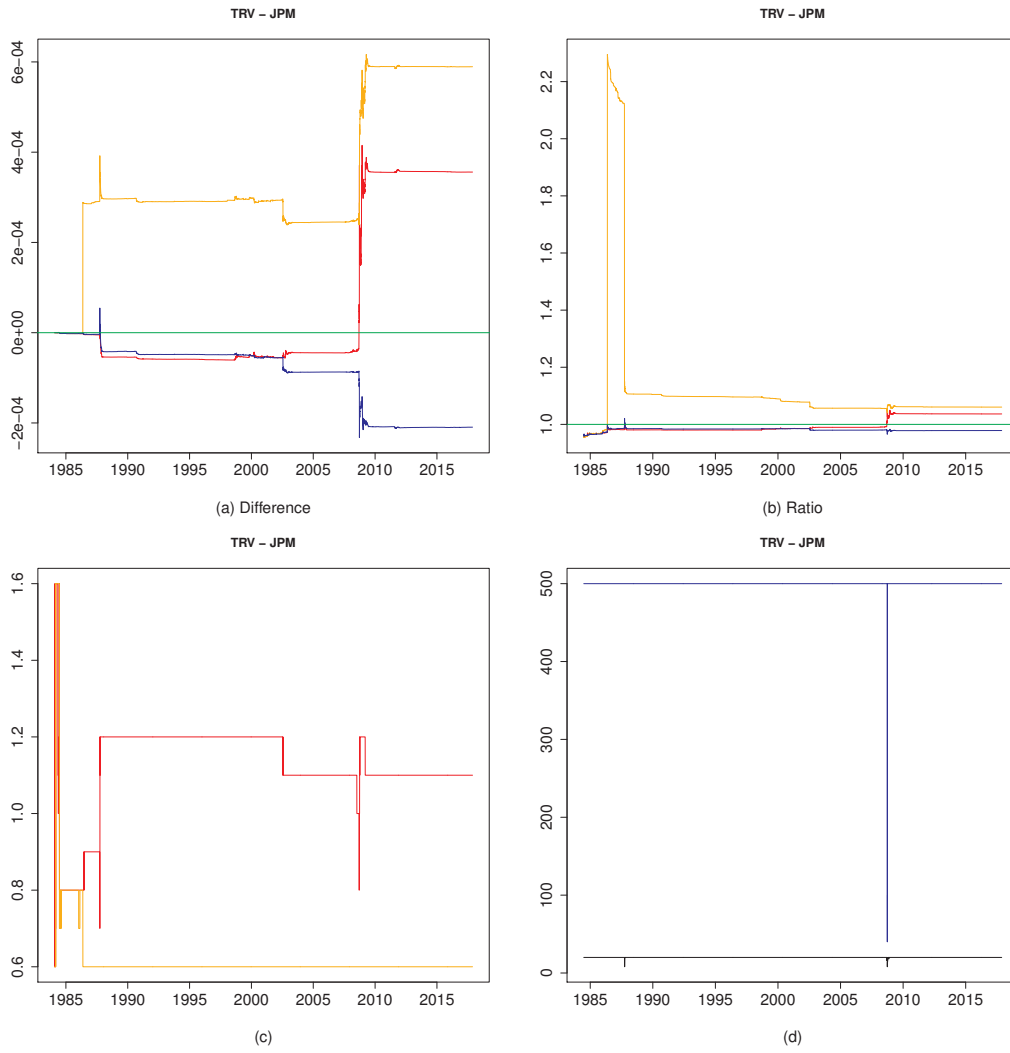 TRV – JPM
6e−04
4e−04
2e−04
0e+00
−2e−04
1985 1990 1995 2000 2005 2010 2015
(a) Difference
TRV – JPM
2.2
2.0
1.8
1.6
1.4
1.2
1.0
1985 1990 1995 2000 2005 2010 2015
(b) Ratio
TRV – JPM
1.6
1.4
1.2
1.0
0.8
0.6
1985 1990 1995 2000 2005 2010 2015
(c)
TRV – JPM
500
400
300
200
100
0
1985 1990 1995 2000 2005 2010 2015
(d)